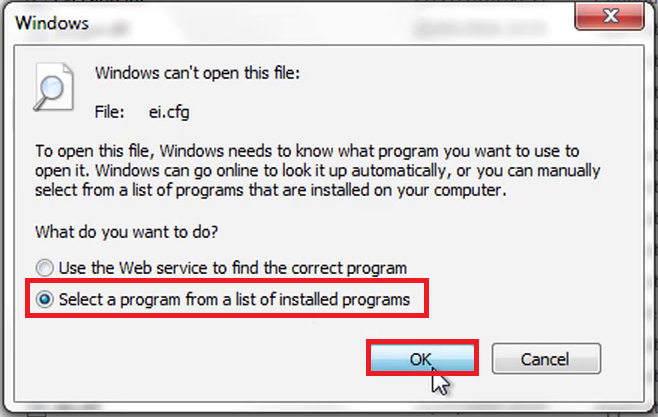 Windows
Windows can't open this file:
File: ei.cfg
To open this file, Windows needs to know what program you want to use to
open it. Windows can go online to look it up automatically, or you can manually
select from a list of programs that are installed on your computer.
What do you want to do?
Use the Web service to find the correct program
Select a program from a list of installed programs
OK
Cancel